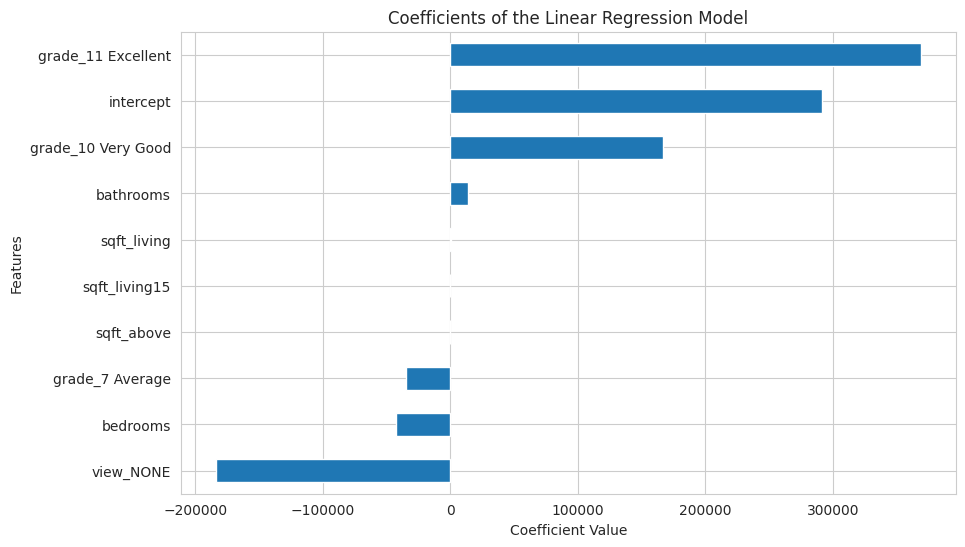 Coefficients of the Linear Regression Model
grade_11 Excellent
intercept
grade_10 Very Good
bathrooms
sqft_living
sqft_living15
sqft_above
grade_7 Average
bedrooms
view_NONE
Features
−200000 −100000 0 100000 200000 300000
Coefficient Value